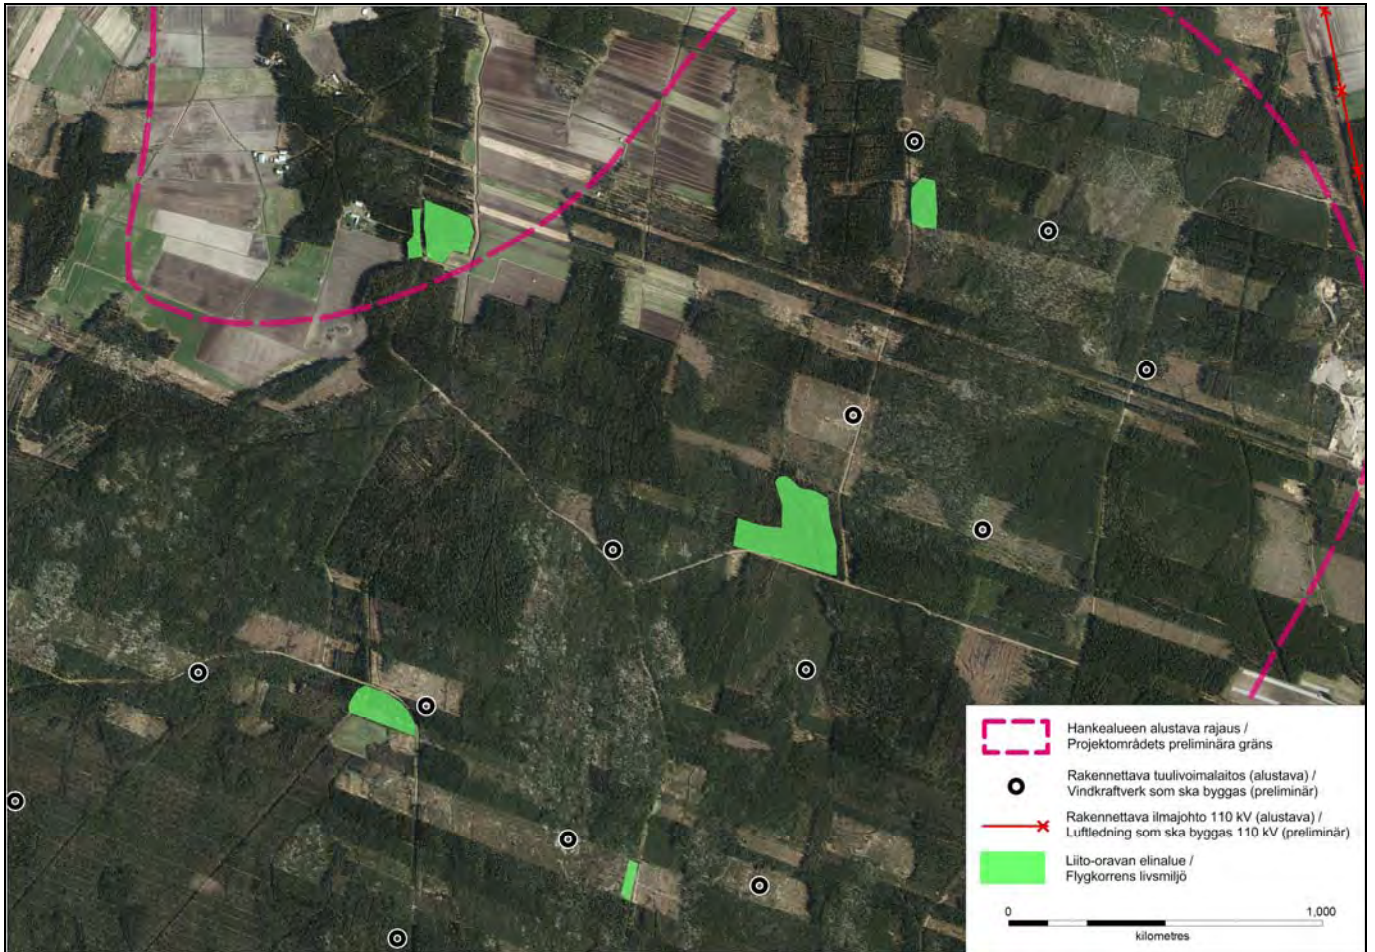 Hankealueen alustava rajaus /
Projektområdets preliminära gräns
Rakennettava tuulivoimalaitos (alustava) /
Vindkraftverk som ska byggas (preliminär)
Rakennettava ilmajohto 110 kV (alustava) /
Luftledning som ska byggas 110 kV (preliminär)
Liito-oravan elinalue /
Flygkorrens livsmiljö
0 1,000
kilometres